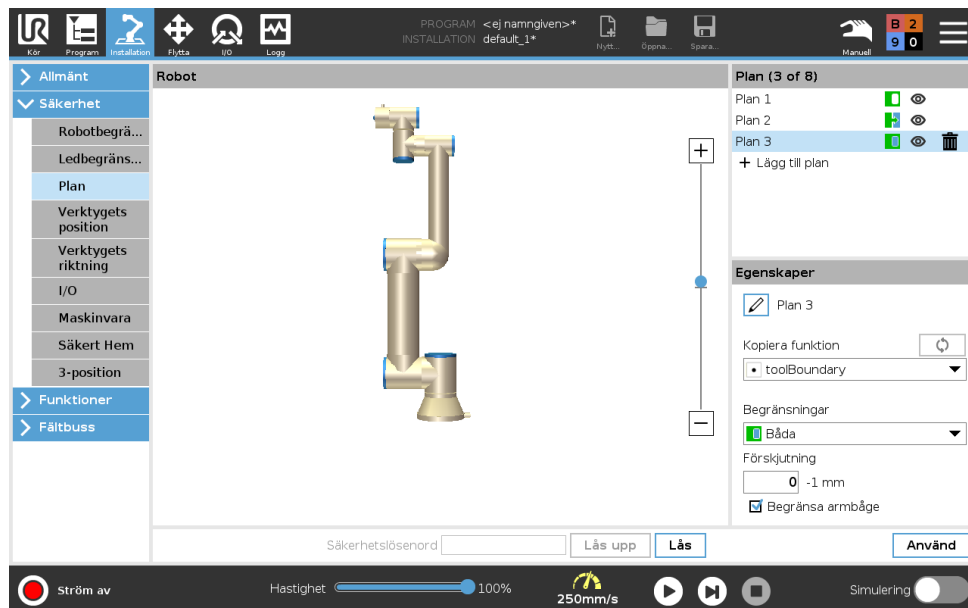 PROGRAM <ej namngiven>*
INSTALLATION default_1*
Kör
Program
Installation
Flytta
I/O
Logg
Nytt...
Öppna...
Spara...
Manuell
B 2
9 0
Allmänt
Säkerhet
Robotbegrä...
Ledbegräns...
Plan
Verktygets
position
Verktygets
riktning
I/O
Maskinvara
Säkert Hem
3-position
Funktioner
Fältbuss
Robot
Plan (3 of 8)
Plan 1
Plan 2
Plan 3
+ Lägg till plan
Egenskaper
Plan 3
Kopiera funktion
toolBoundary
Begränsningar
Båda
Förskjutning
0 -1 mm
Begränsa armbåge
Säkerhetslösenord
Lås upp
Lås
Använd
Ström av
Hastighet
100%
250mm/s
Simulering